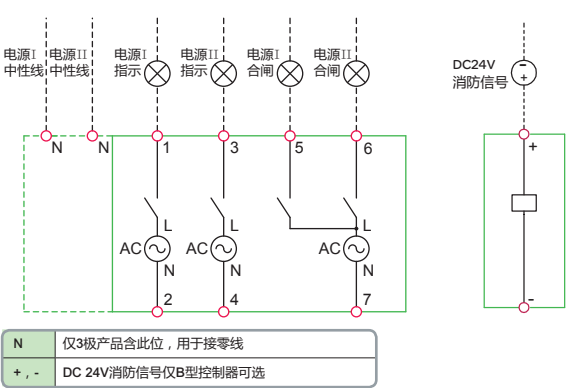 电源I 电源II 电源I 电源II 电源I 电源II
中性线 中性线 指示 指示 合闸 合闸
DC24V
消防信号
-
+
N N 1 3 5 6 +
L L L
AC AC AC
N N N
2 4 7 -
N 仅3极产品含此位，用于接零线
+ , - DC 24V消防信号仅B型控制器可选